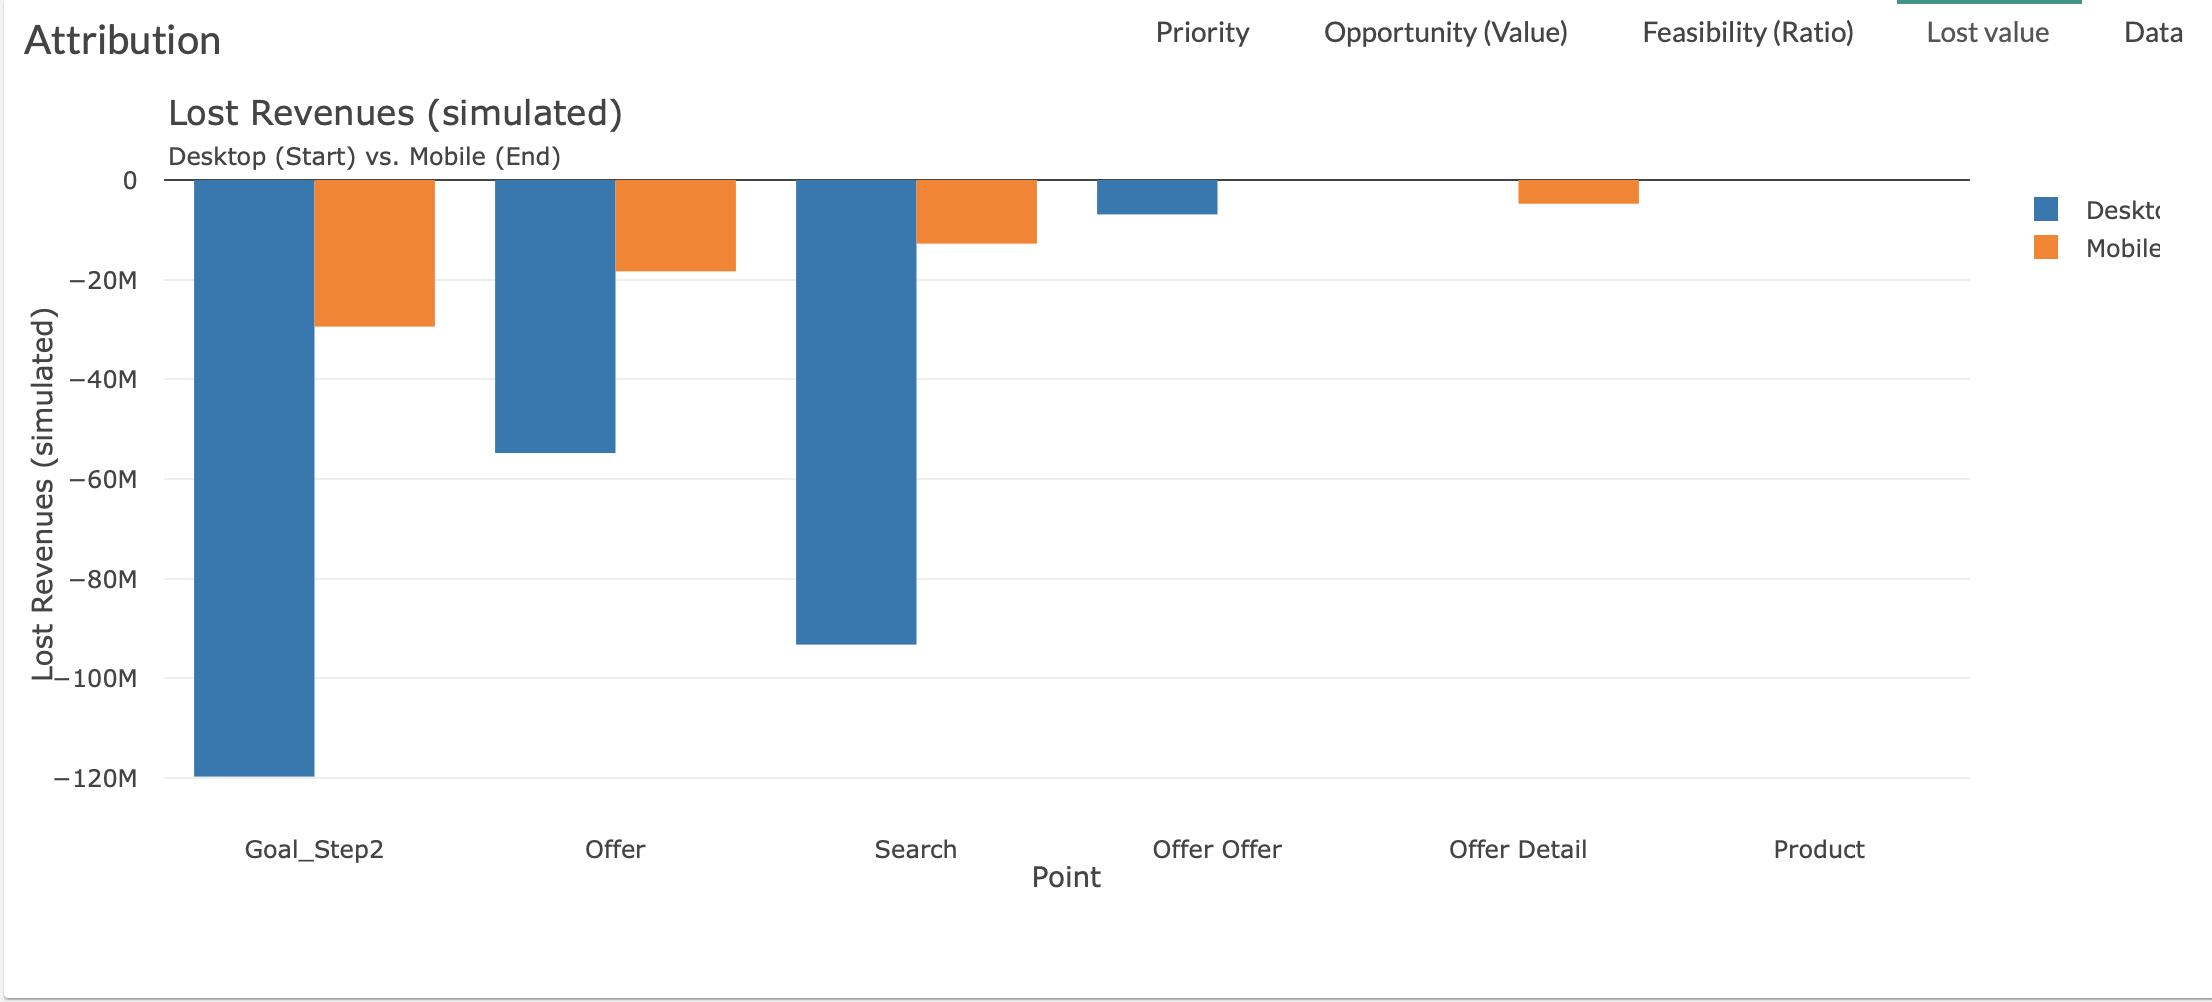 Attribution
Priority
Opportunity (Value)
Feasibility (Ratio)
Lost value
Data
Lost Revenues (simulated)
Desktop (Start) vs. Mobile (End)
0
−20M
−40M
−60M
−80M
−100M
−120M
Lost Revenues (simulated)
Goal_Step2
Offer
Search
Offer Offer
Offer Detail
Product
Point
Deskto
Mobile